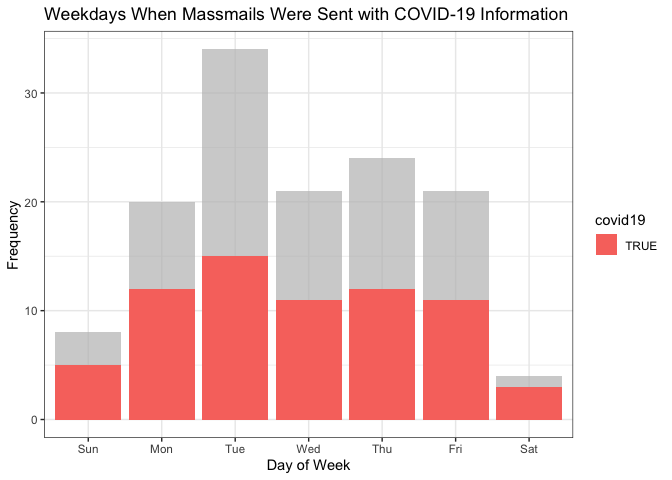 Weekdays When Massmails Were Sent with COVID-19 Information
Frequency
30
20
10
0
Sun Mon Tue Wed Thu Fri Sat
Day of Week
covid19
TRUE